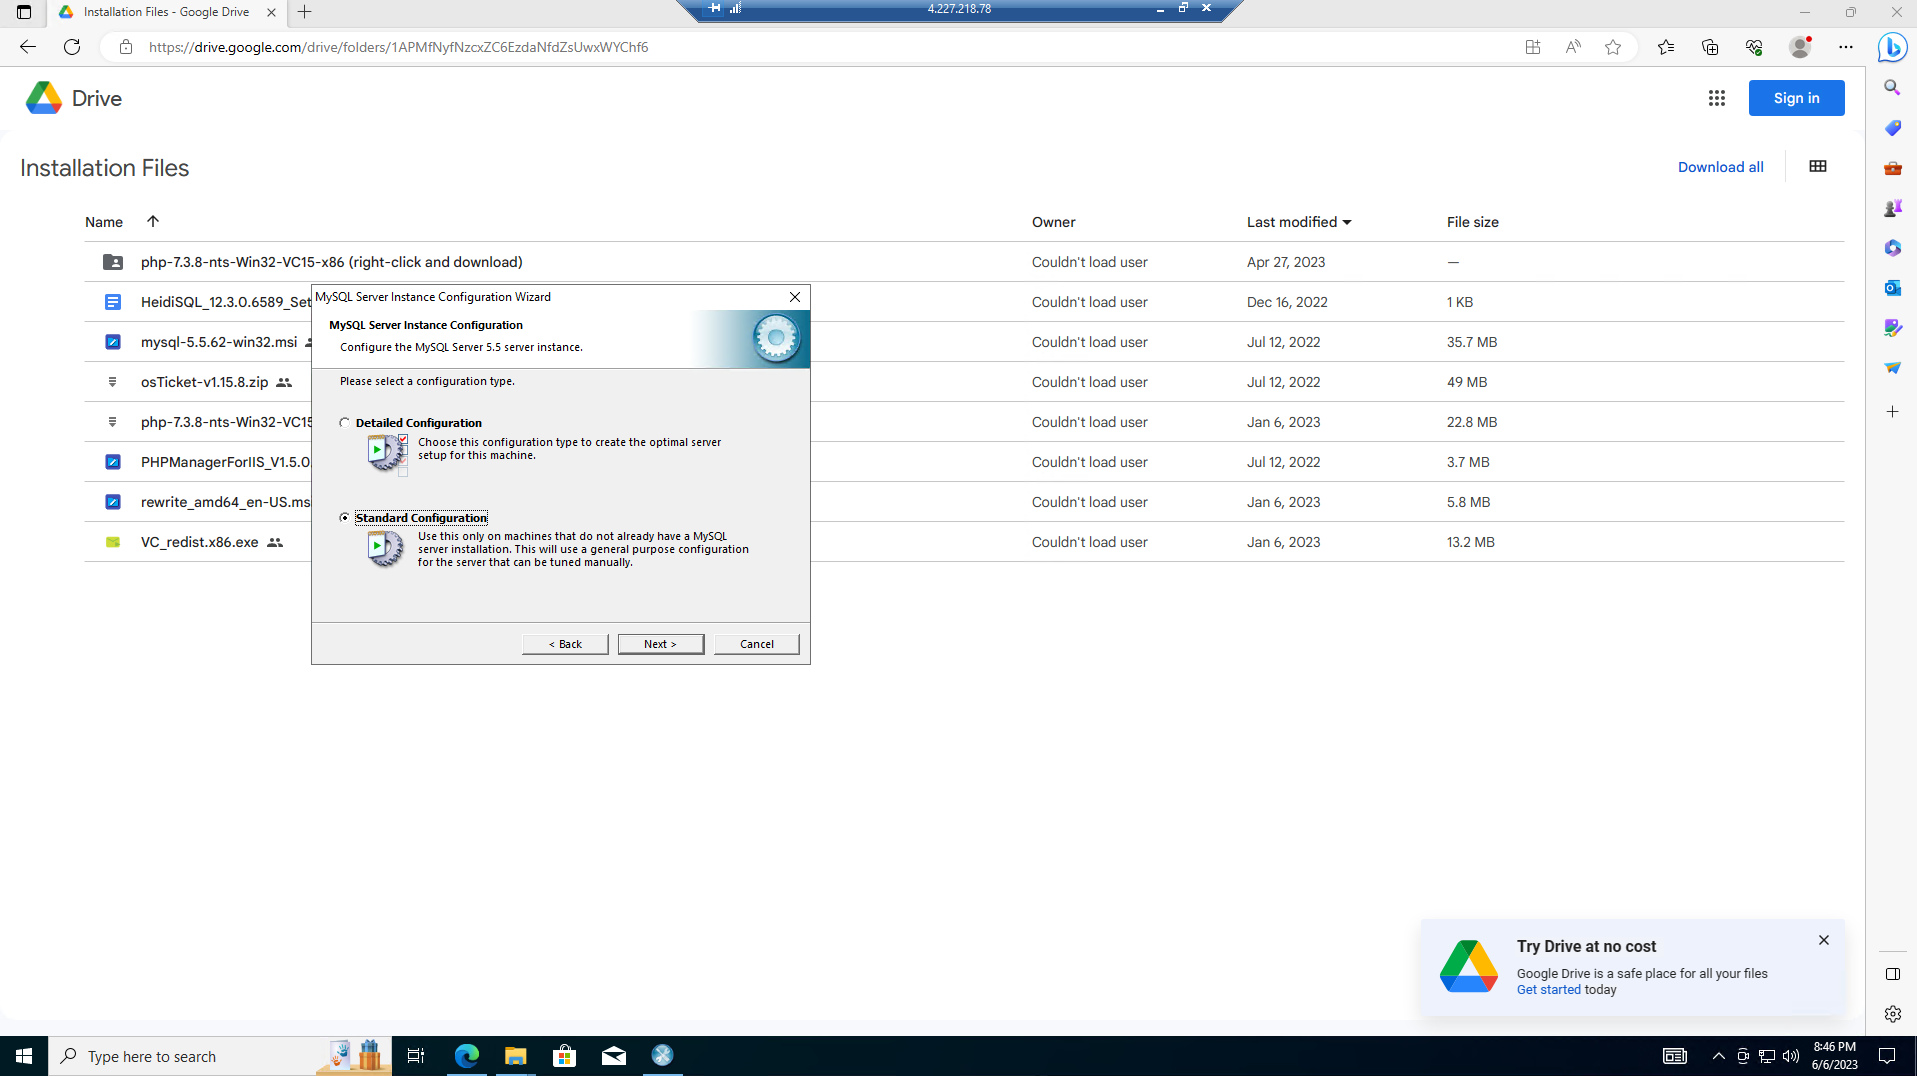 Installation Files - Google Drive
4.227.218.78
https://drive.google.com/drive/folders/1APMfNyfNzcxZC6EzdaNfdZsUwxWYChf6
Drive
Sign in
Installation Files
Download all
Name Owner Last modified File size
php-7.3.8-nts-Win32-VC15-x86 (right-click and download) Couldn't load user Apr 27, 2023 —
HeidiSQL_12.3.0.6589_Set Couldn't load user Dec 16, 2022 1 KB
mysql-5.5.62-win32.msi Couldn't load user Jul 12, 2022 35.7 MB
osTicket-v1.15.8.zip Couldn't load user Jul 12, 2022 49 MB
php-7.3.8-nts-Win32-VC15 Couldn't load user Jan 6, 2023 22.8 MB
PHPManagerForIIS_V1.5.0. Couldn't load user Jul 12, 2022 3.7 MB
rewrite_amd64_en-US.ms Couldn't load user Jan 6, 2023 5.8 MB
VC_redist.x86.exe Couldn't load user Jan 6, 2023 13.2 MB
MySQL Server Instance Configuration Wizard
MySQL Server Instance Configuration
Configure the MySQL Server 5.5 server instance.
Please select a configuration type.
Detailed Configuration
Choose this configuration type to create the optimal server
setup for this machine.
Standard Configuration
Use this only on machines that do not already have a MySQL
server installation. This will use a general purpose configuration
for the server that can be tuned manually.
< Back
Next >
Cancel
Try Drive at no cost
Google Drive is a safe place for all your files
Get started today
Type here to search
8:46 PM
6/6/2023